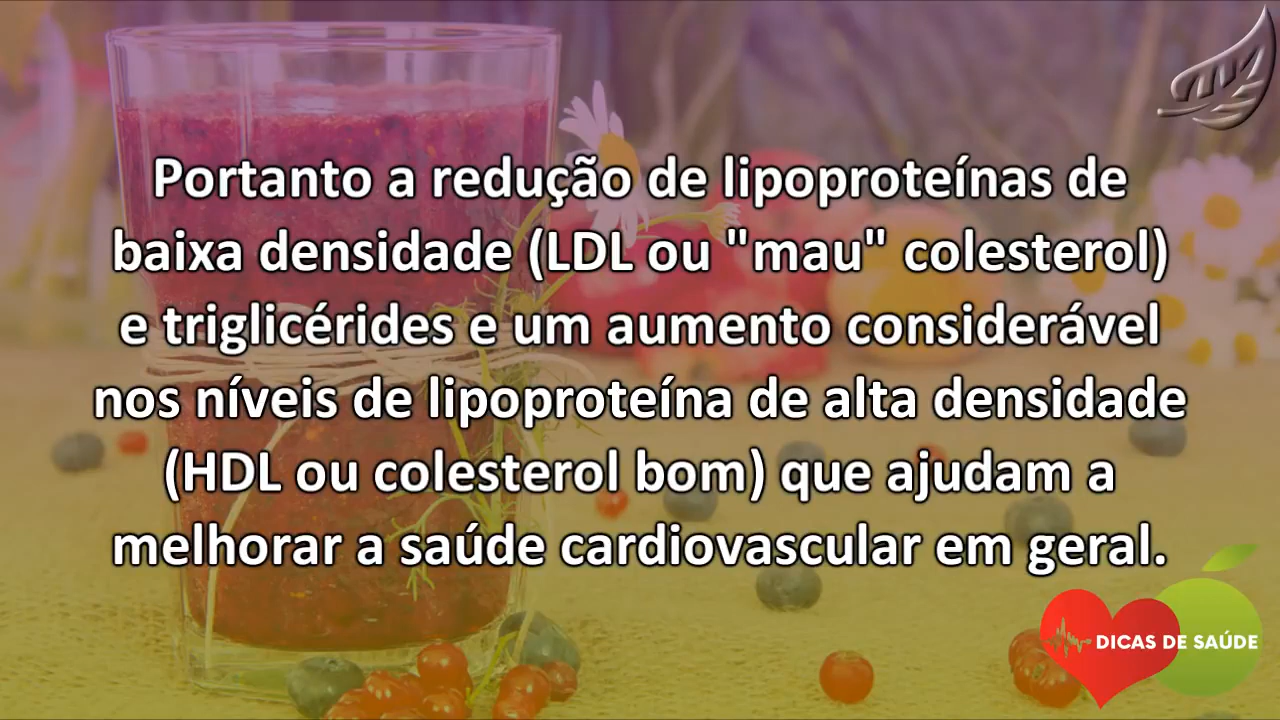 Portanto a redução de lipoproteínas de
baixa densidade (LDL ou "mau" colesterol)
e triglicérides e um aumento considerável
nos níveis de lipoproteína de alta densidade
(HDL ou colesterol bom) que ajudam a
melhorar a saúde cardiovascular em geral.
DICAS DE SAÚDE